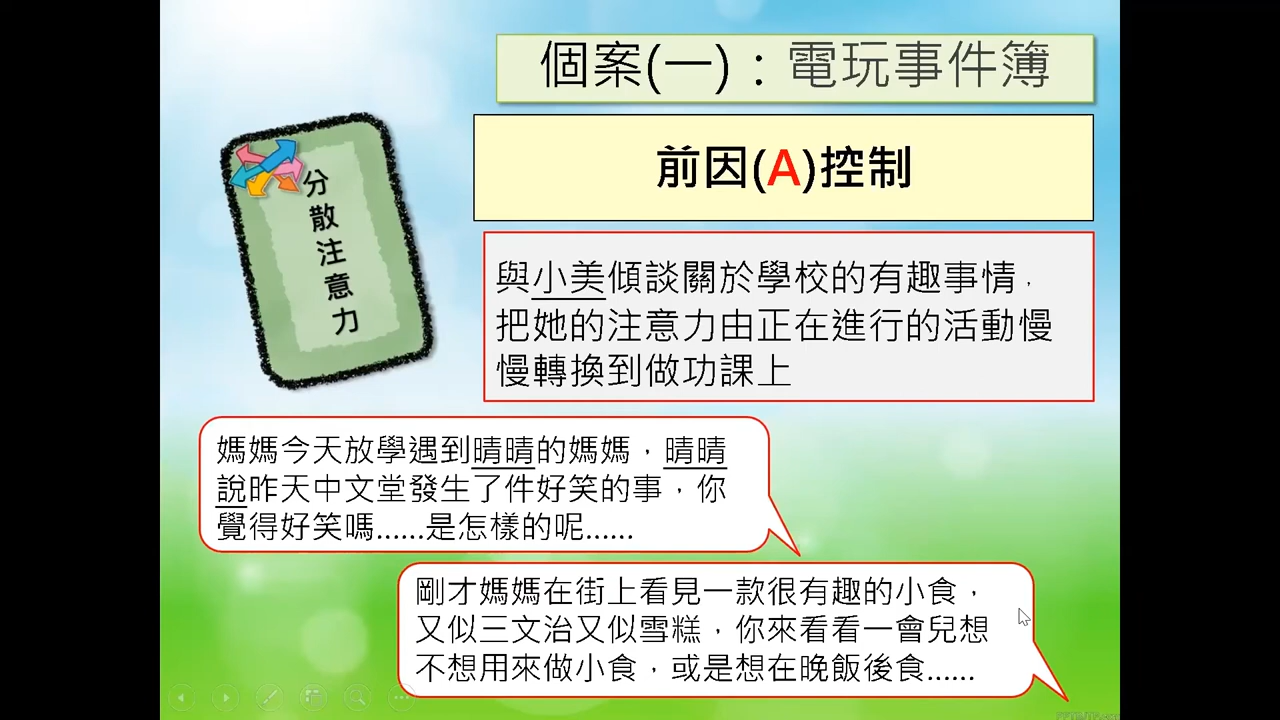 個案(一)：電玩事件簿
前因(A)控制
分散注意力
與小美傾談關於學校的有趣事情，
把她的注意力由正在進行的活動慢
慢轉換到做功課上
媽媽今天放學遇到晴晴的媽媽，晴晴
說昨天中文堂發生了件好笑的事，你
覺得好笑嗎……是怎樣的呢……
剛才媽媽在街上看見一款很有趣的小食，
又似三文治又似雪糕，你來看看一會兒想
不想用來做小食，或是想在晚飯後食……